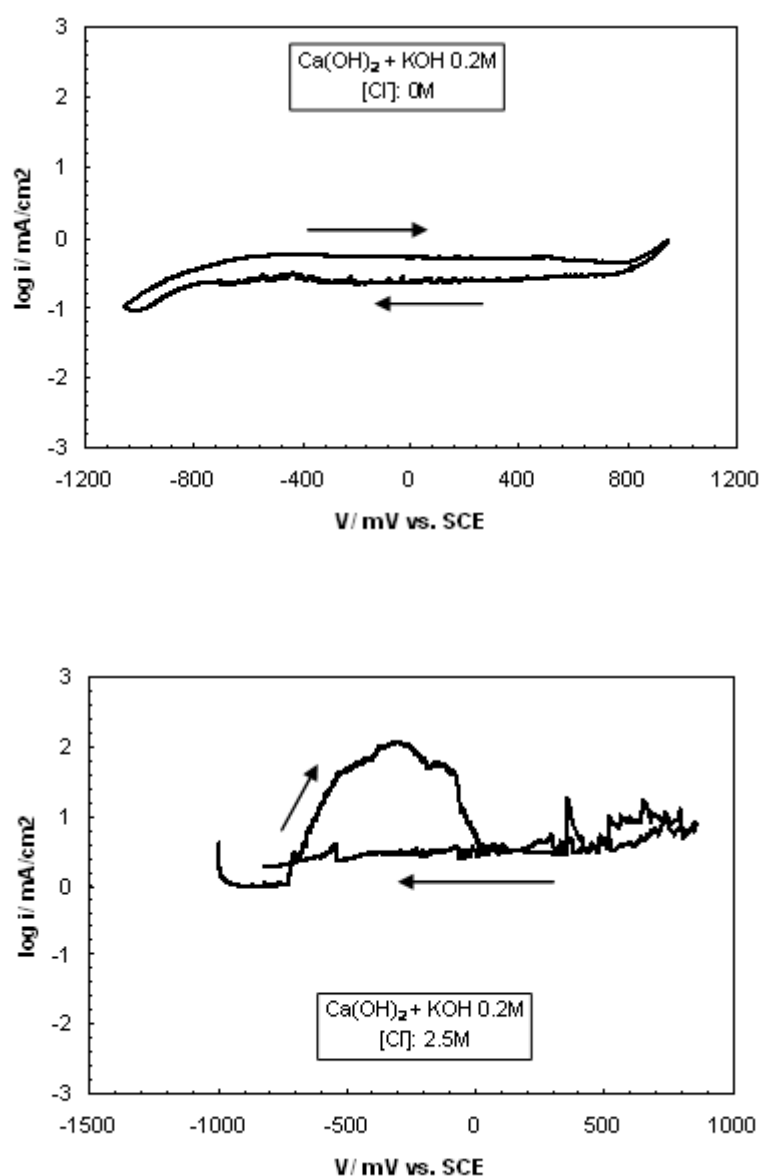 3
Ca(OH)₂ + KOH 0.2M
[Cl⁻]: 0M
2
1
0
-1
-2
-3
log i/ mA/cm2
-1200 -800 -400 0 400 800 1200
V/ mV vs. SCE
3
2
1
0
-1
-2
-3
log i/ mA/cm2
Ca(OH)₂ + KOH 0.2M
[Cl⁻]: 2.5M
-1500 -1000 -500 0 500 1000
V/ mV vs. SCE